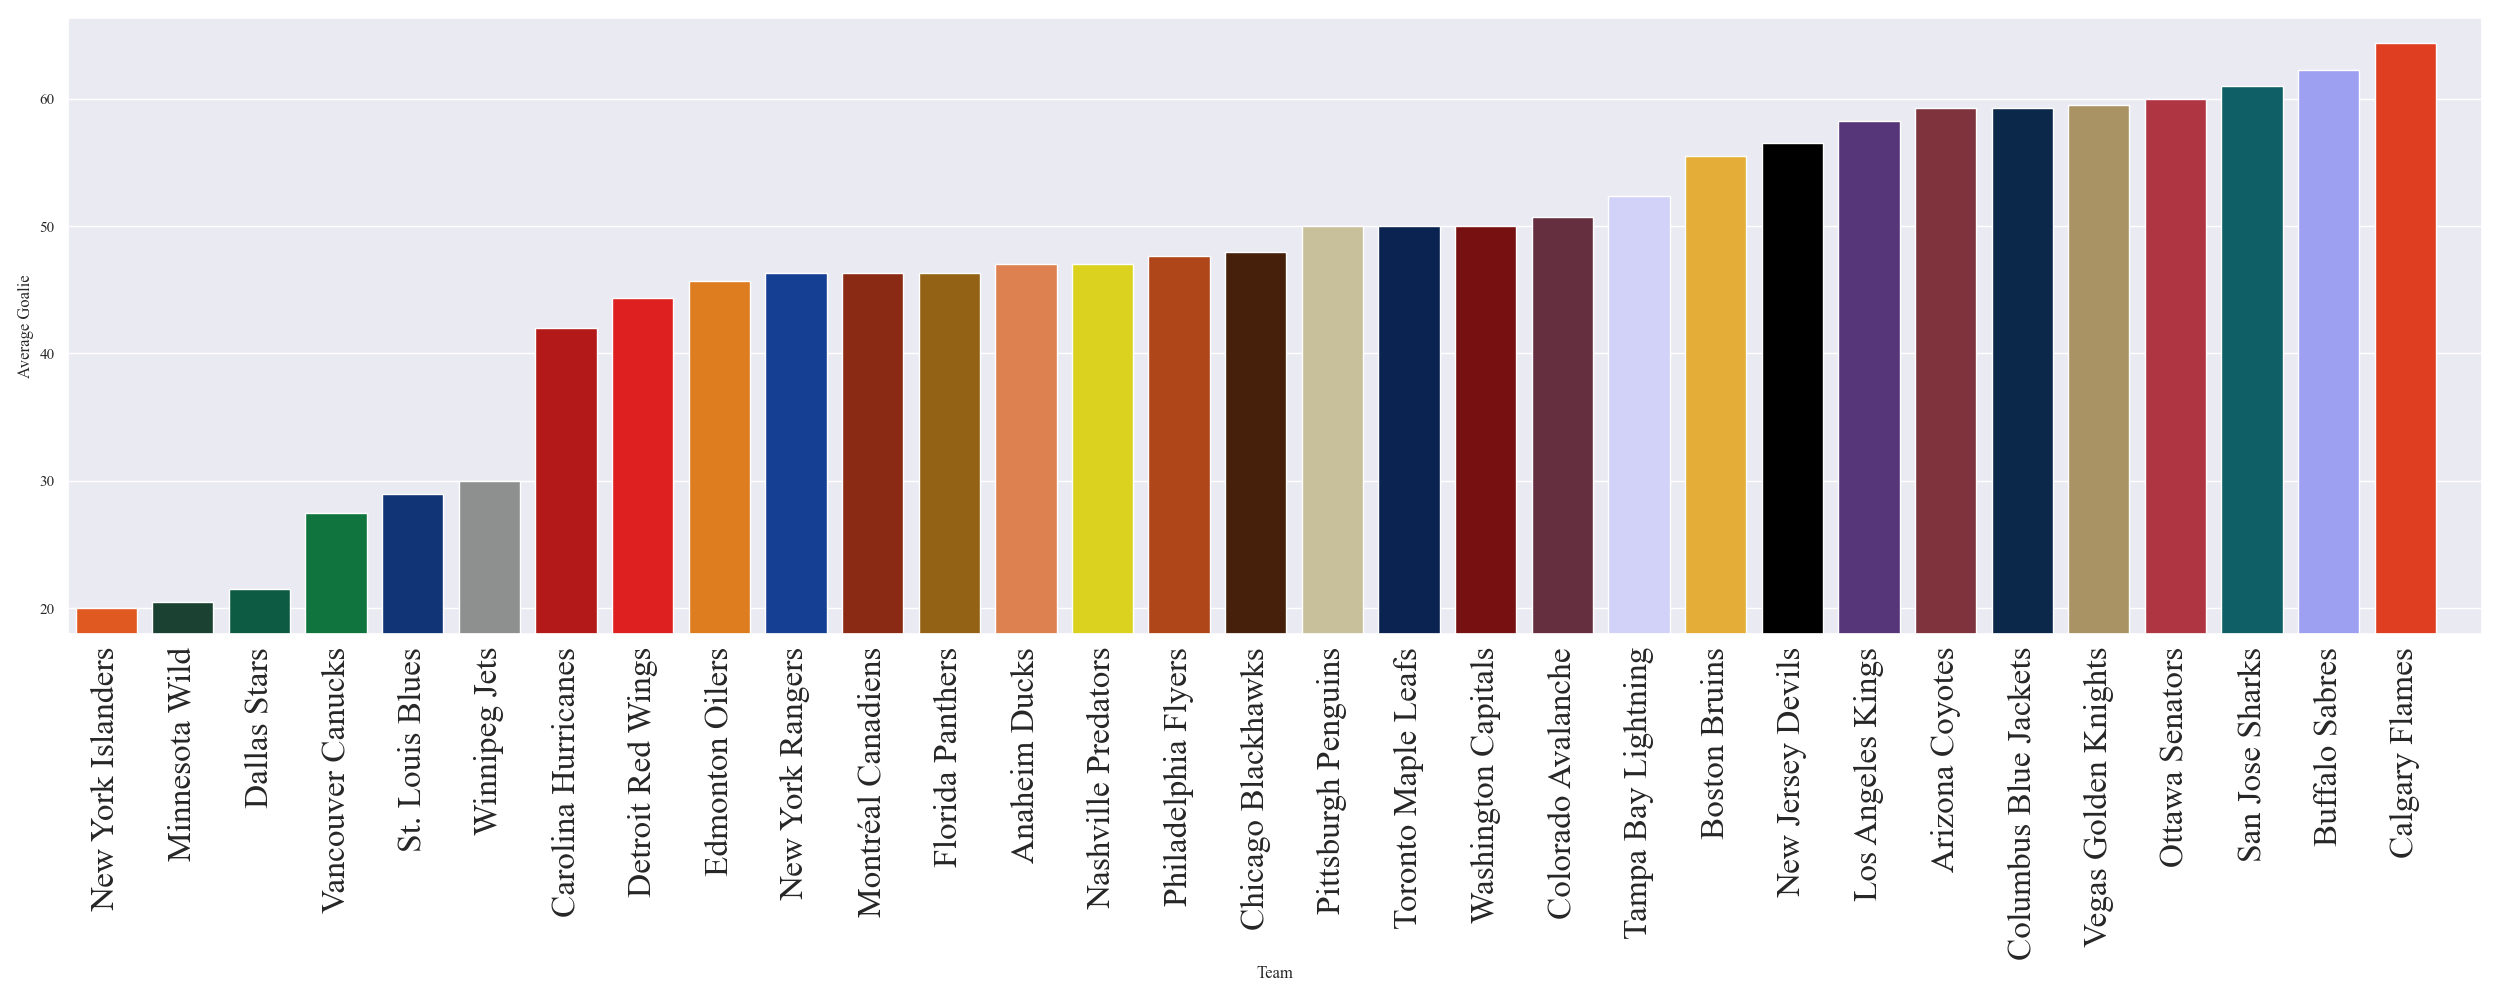 60
50
40
30
20
Average Goalie
New York Islanders
Minnesota Wild
Dallas Stars
Vancouver Canucks
St. Louis Blues
Winnipeg Jets
Carolina Hurricanes
Detroit Red Wings
Edmonton Oilers
New York Rangers
Montréal Canadiens
Florida Panthers
Anaheim Ducks
Nashville Predators
Philadelphia Flyers
Chicago Blackhawks
Pittsburgh Penguins
Toronto Maple Leafs
Washington Capitals
Colorado Avalanche
Tampa Bay Lightning
Boston Bruins
New Jersey Devils
Los Angeles Kings
Arizona Coyotes
Columbus Blue Jackets
Vegas Golden Knights
Ottawa Senators
San Jose Sharks
Buffalo Sabres
Calgary Flames
Team